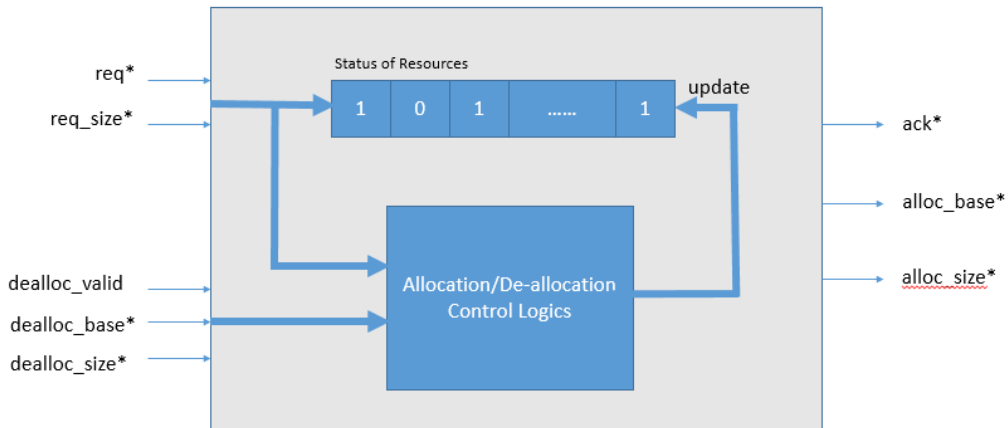 req*
req_size*
dealloc_valid
dealloc_base*
dealloc_size*
Status of Resources
1 0 1 ...... 1
update
Allocation/De-allocation
Control Logics
ack*
alloc_base*
alloc_size*